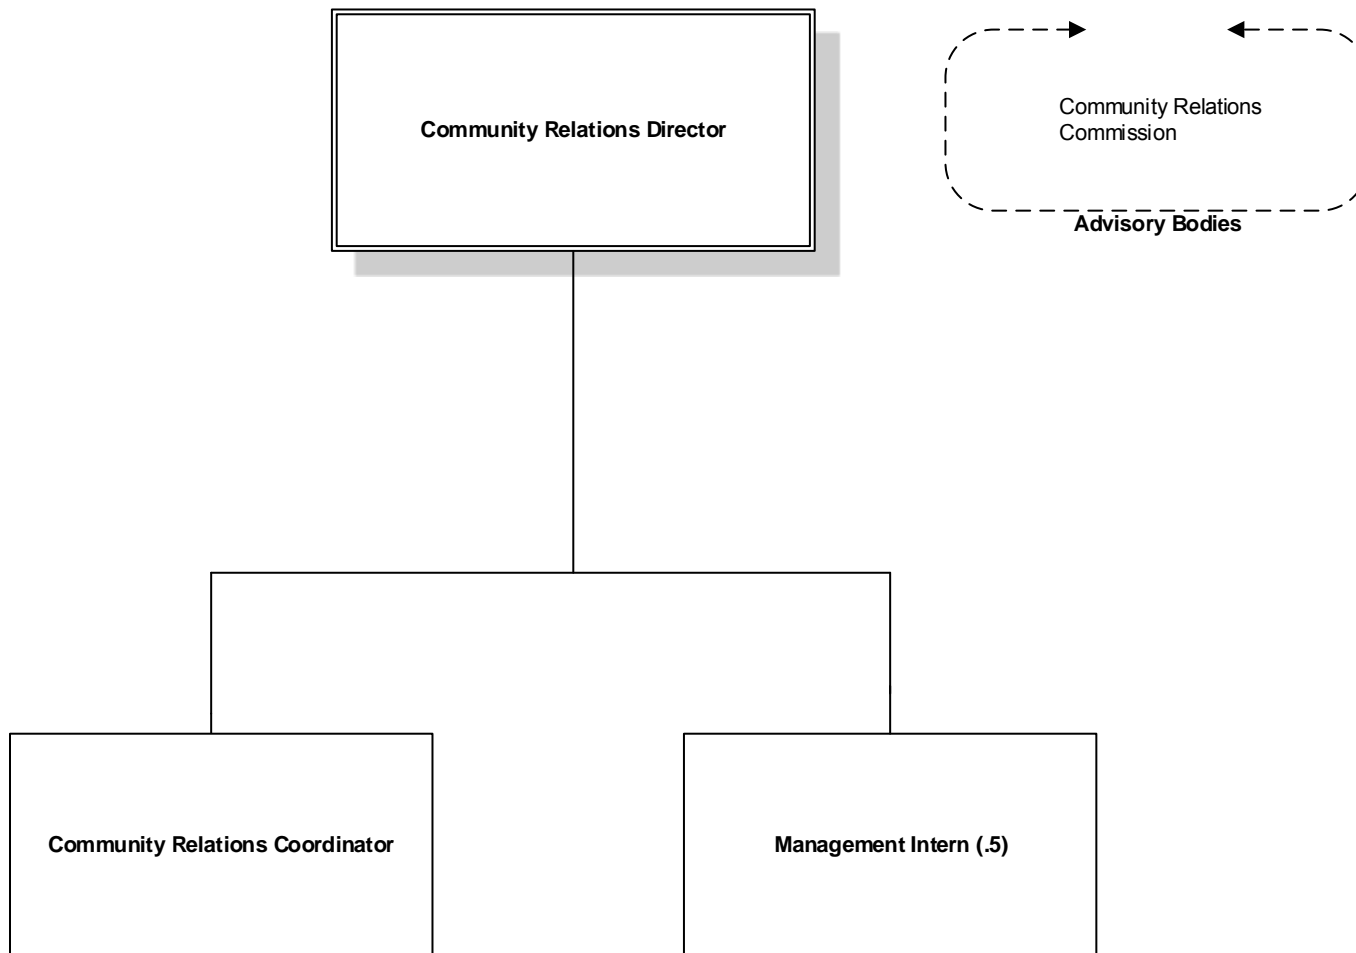 Community Relations Director
Community Relations
Commission
Advisory Bodies
Community Relations Coordinator
Management Intern (.5)